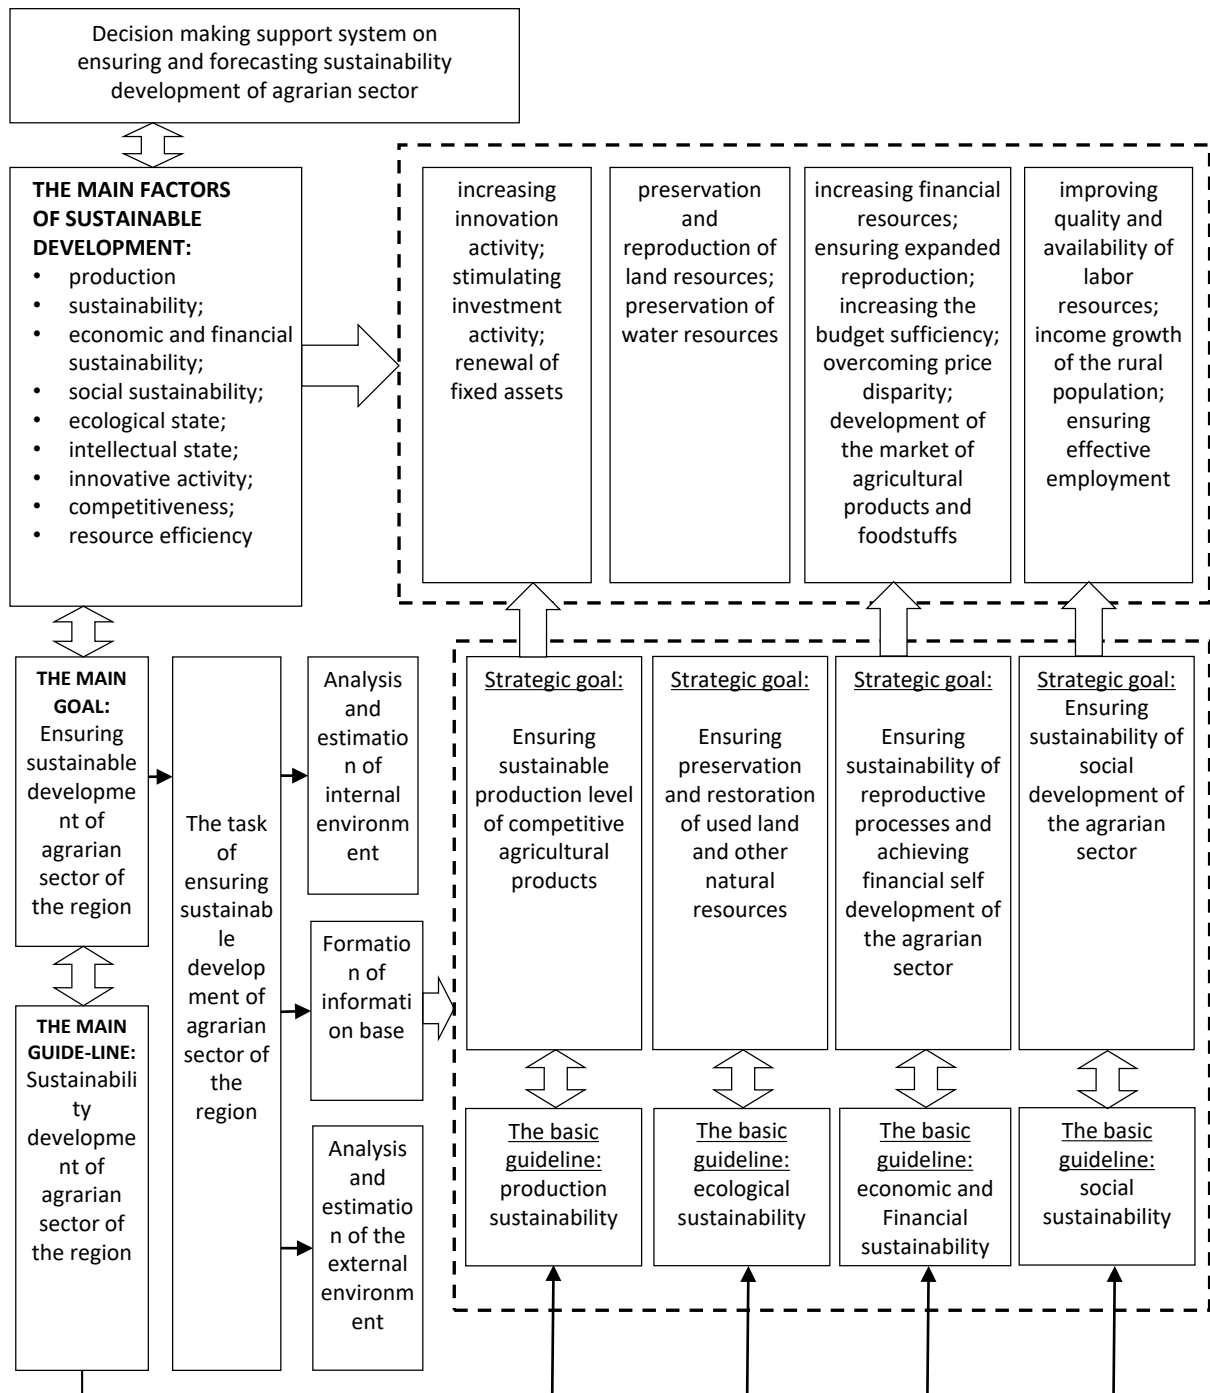 Decision making support system on
ensuring and forecasting sustainability
development of agrarian sector
THE MAIN FACTORS
OF SUSTAINABLE
DEVELOPMENT:
• production
• sustainability;
• economic and financial
sustainability;
• social sustainability;
• ecological state;
• intellectual state;
• innovative activity;
• competitiveness;
• resource efficiency
increasing
innovation
activity;
stimulating
investment
activity;
renewal of
fixed assets
preservation
and
reproduction of
land resources;
preservation of
water resources
increasing financial
resources;
ensuring expanded
reproduction;
increasing the
budget sufficiency;
overcoming price
disparity;
development of
the market of
agricultural
products and
foodstuffs
improving
quality and
availability of
labor
resources;
income growth
of the rural
population;
ensuring
effective
employment
THE MAIN
GOAL:
Ensuring
sustainable
developme
nt of
agrarian
sector of
the region
THE MAIN
GUIDE-LINE:
Sustainabili
ty
developme
nt of
agrarian
sector of
the region
The task
of
ensuring
sustainab
le
develop
ment of
agrarian
sector of
the
region
Analysis
and
estimatio
n of
internal
environm
ent
Formatio
n of
informati
on base
Analysis
and
estimatio
n of the
external
environm
ent
Strategic goal:
Ensuring
sustainable
production level
of competitive
agricultural
products
Strategic goal:
Ensuring
preservation
and restoration
of used land
and other
natural
resources
Strategic goal:
Ensuring
sustainability of
reproductive
processes and
achieving
financial self
development of
the agrarian
sector
Strategic goal:
Ensuring
sustainability of
social
development of
the agrarian
sector
The basic
guideline:
production
sustainability
The basic
guideline:
ecological
sustainability
The basic
guideline:
economic and
Financial
sustainability
The basic
guideline:
social
sustainability